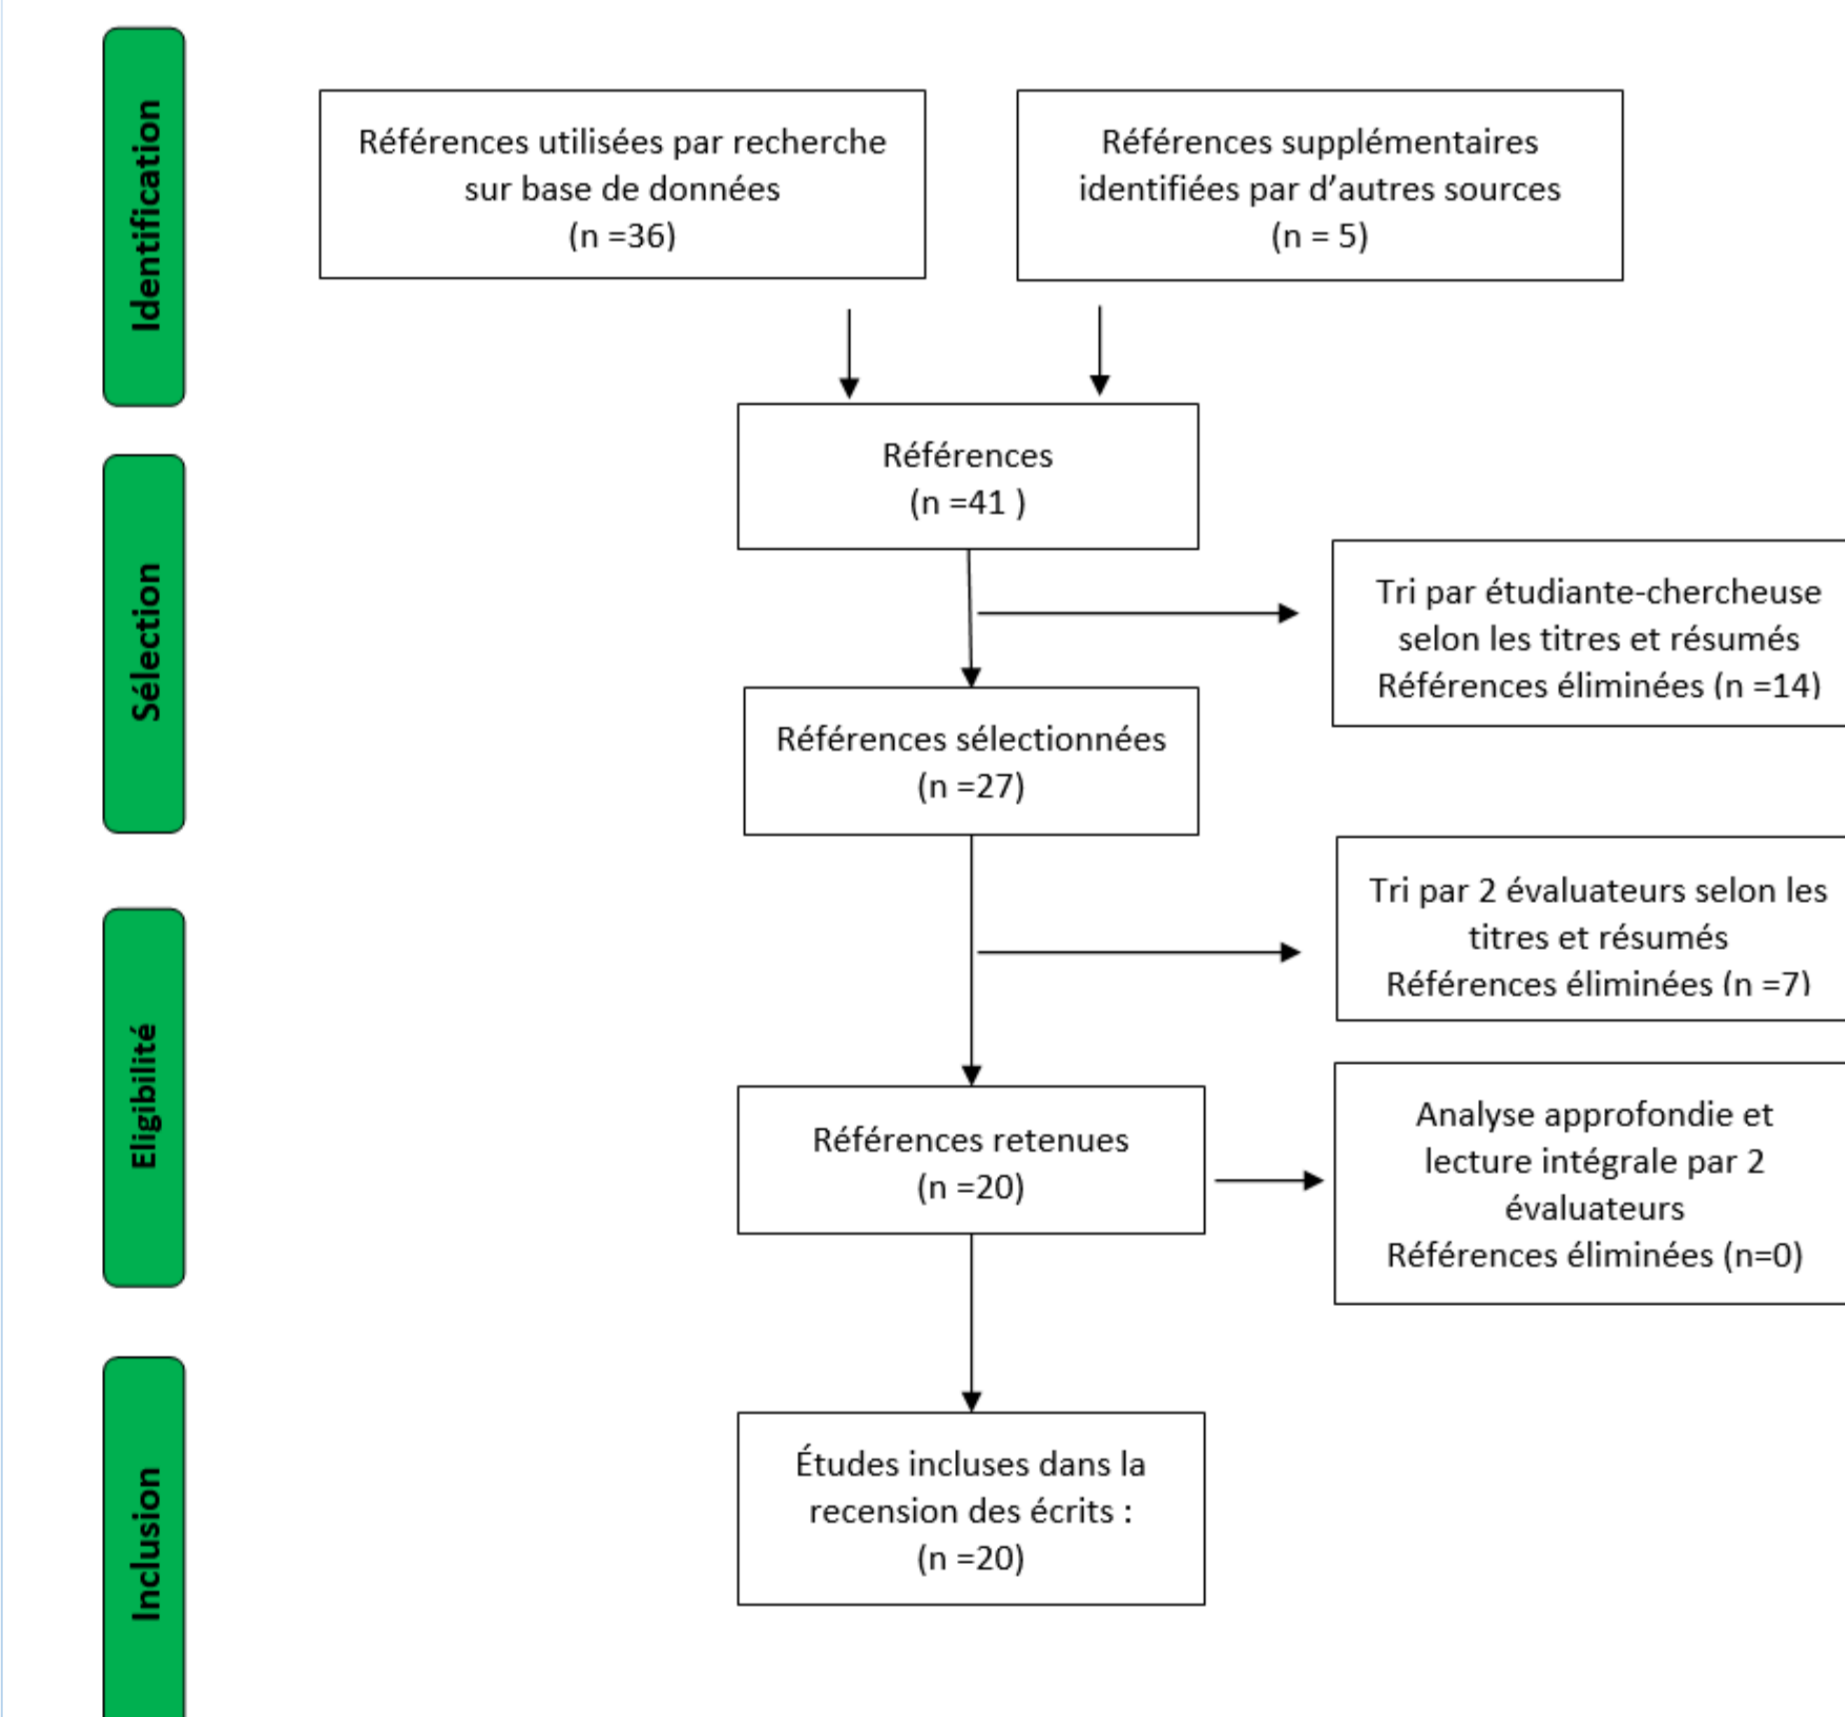 Identification
Références utilisées par recherche
sur base de données
(n =36)
Références supplémentaires
identifiées par d’autres sources
(n = 5)
Références
(n =41 )
Sélection
Tri par étudiante-chercheuse
selon les titres et résumés
Références éliminées (n =14)
Références sélectionnées
(n =27)
Tri par 2 évaluateurs selon les
titres et résumés
Références éliminées (n =7)
Eligibilité
Références retenues
(n =20)
Analyse approfondie et
lecture intégrale par 2
évaluateurs
Références éliminées (n=0)
Inclusion
Études incluses dans la
recension des écrits :
(n =20)